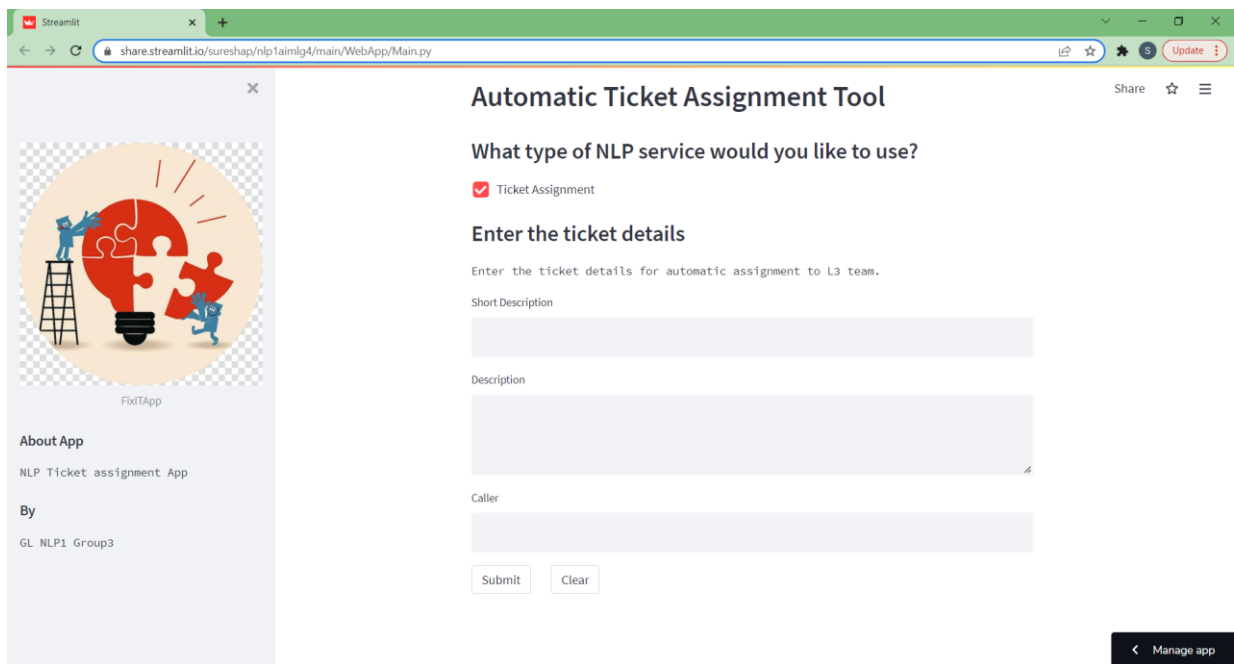 Streamlit
share.streamlit.io/sureshap/nlp1aimlg4/main/WebApp/Main.py
S
Update
Share
FixITApp
About App
NLP Ticket assignment App
By
GL NLP1 Group3
Automatic Ticket Assignment Tool
What type of NLP service would you like to use?
Ticket Assignment
Enter the ticket details
Enter the ticket details for automatic assignment to L3 team.
Short Description
Description
Caller
Submit Clear
Manage app